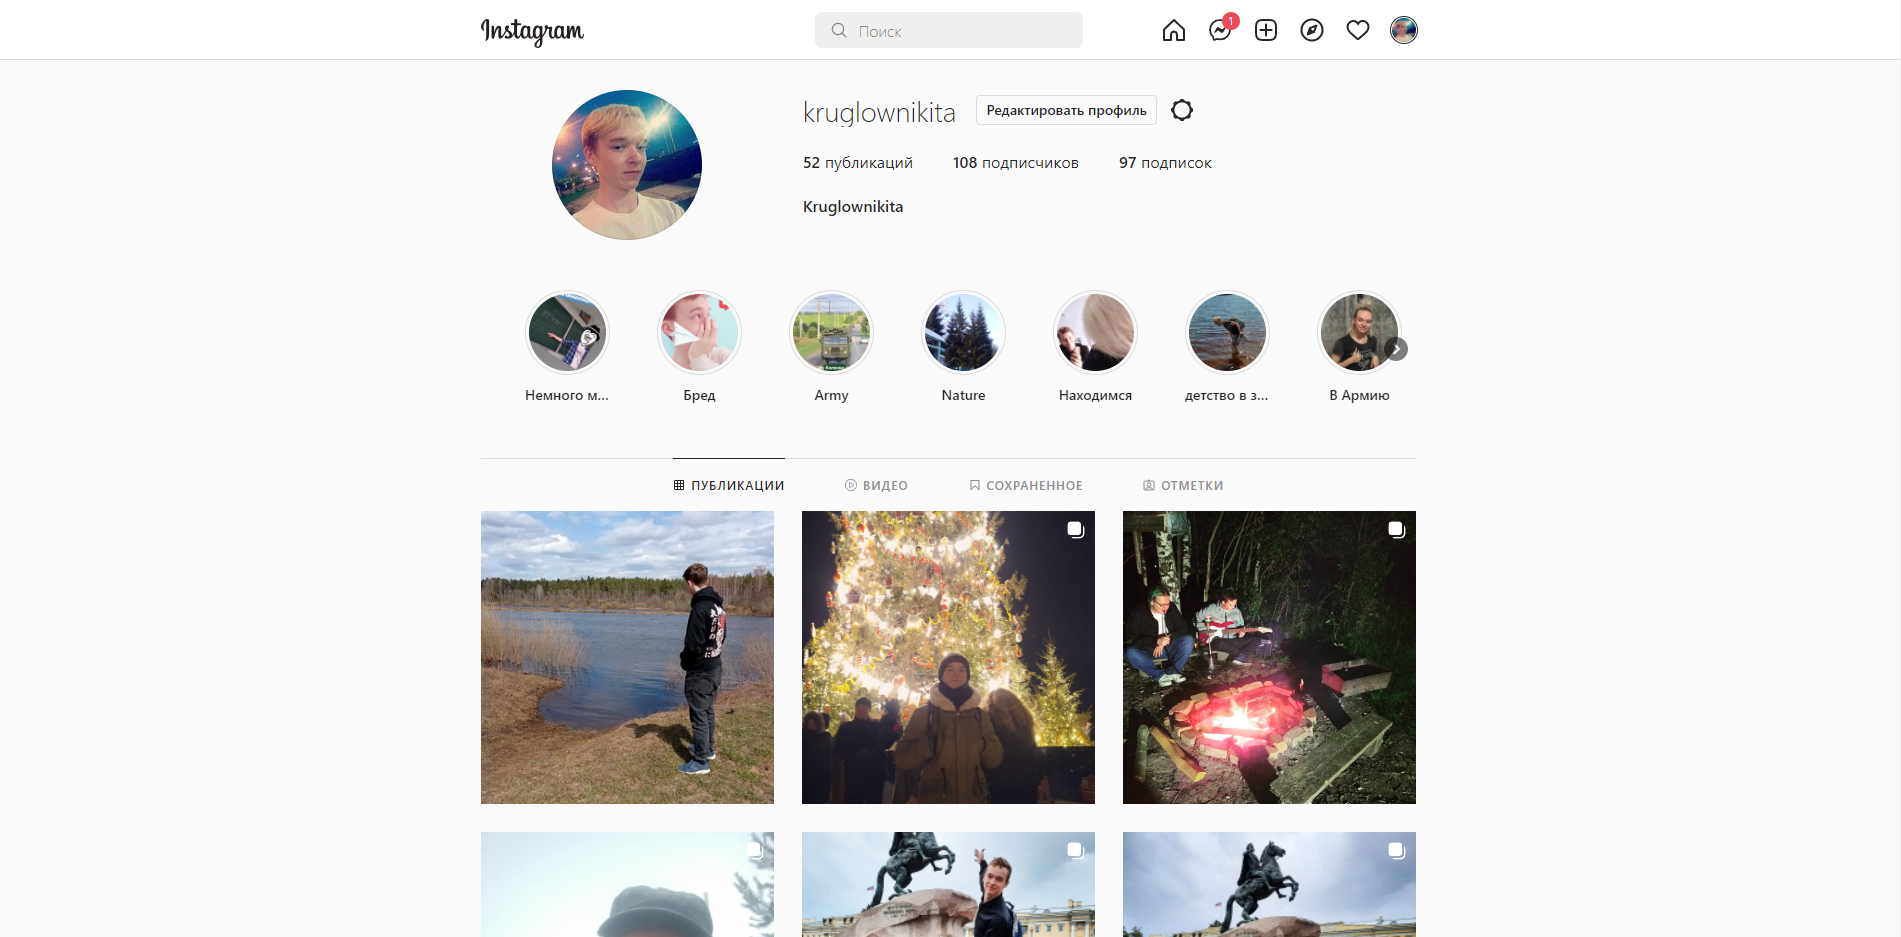 Instagram
Поиск
1
kruglownikita
Редактировать профиль
52 публикаций 108 подписчиков 97 подписок
Kruglownikita
Немного м... Бред Army Nature Находимся детство в з... В Армию
ПУБЛИКАЦИИ ВИДЕО СОХРАНЕННОЕ ОТМЕТКИ